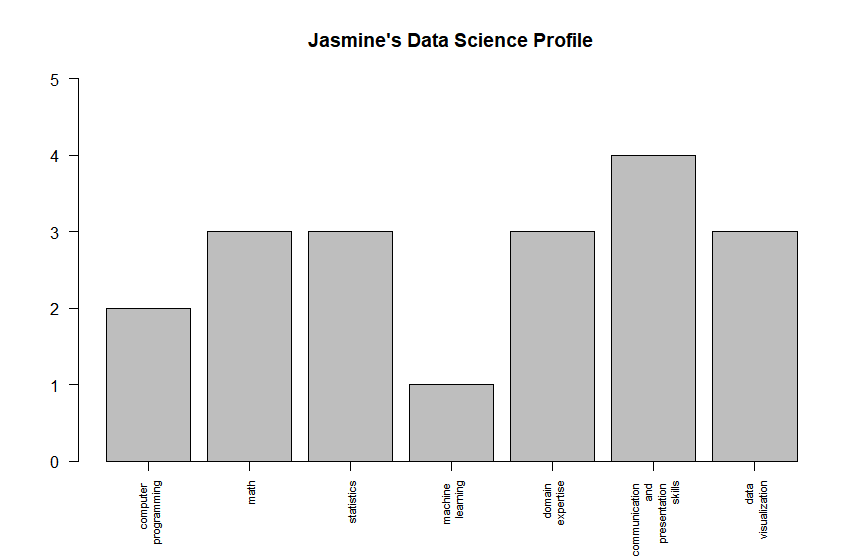 Jasmine's Data Science Profile
5
4
3
2
1
0
computer
programming
math
statistics
machine
learning
domain
expertise
communication
and
presentation
skills
data
visualization